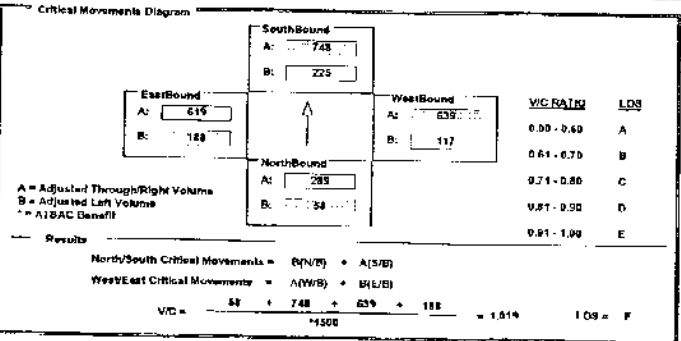 Critical Movements Diagram
SouthBound
A: 748
B: 225
EastBound
A: 619
B: 188
WestBound
A: 639
B: 117
NorthBound
A: 289
B: 58
V/C RATIO LOS
0.00 - 0.60 A
0.61 - 0.70 B
0.71 - 0.80 C
0.81 - 0.90 D
0.91 - 1.00 E
A = Adjusted Through/Right Volume
B = Adjusted Left Volume
* = ATSAC Benefit
Results
North/South Critical Movements = B(N/B) + A(S/B)
West/East Critical Movements = A(W/B) + B(E/B)
V/C = 58 + 748 + 639 + 188 = 1.019 LOS = F
*1500